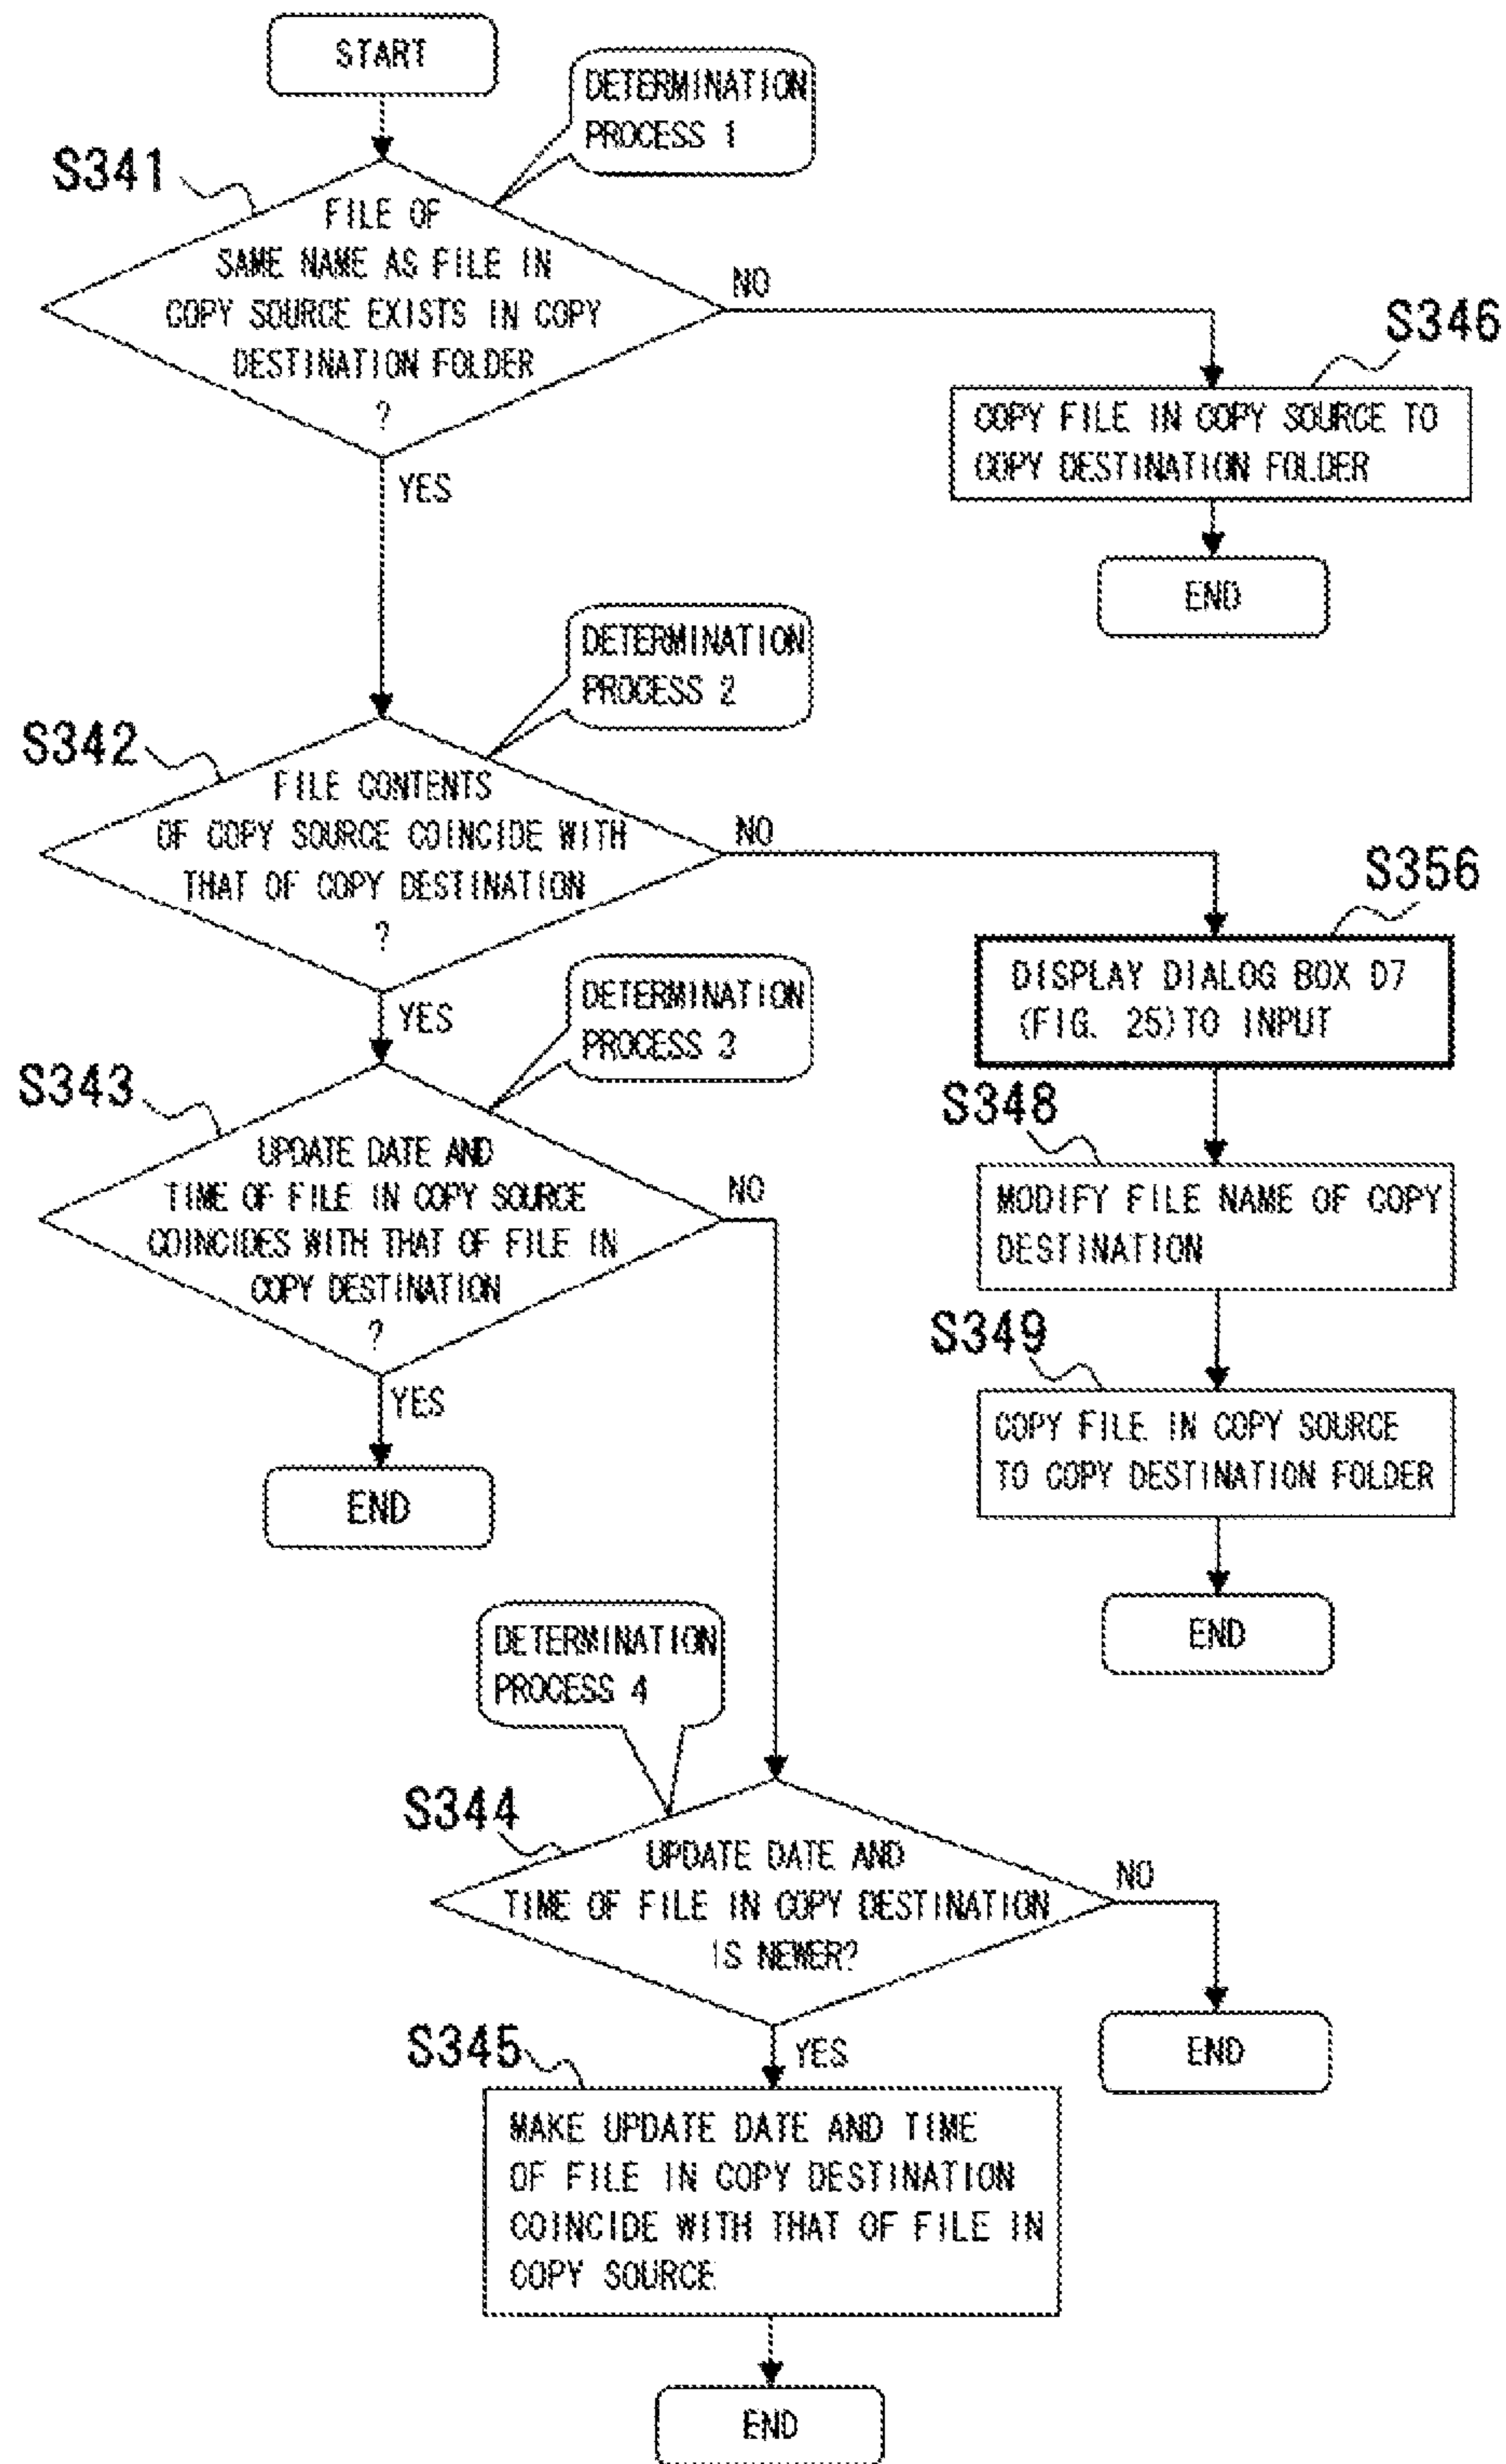 START
DETERMINATION
PROCESS 1
S341
FILE OF
SAME NAME AS FILE IN
COPY SOURCE EXISTS IN COPY
DESTINATION FOLDER
?
NO
YES
S346
COPY FILE IN COPY SOURCE TO
COPY DESTINATION FOLDER
END
DETERMINATION
PROCESS 2
S342
FILE CONTENTS
OF COPY SOURCE COINCIDE WITH
THAT OF COPY DESTINATION
?
NO
YES
S356
DISPLAY DIALOG BOX D7
(FIG. 25) TO INPUT
DETERMINATION
PROCESS 3
S343
UPDATE DATE AND
TIME OF FILE IN COPY SOURCE
COINCIDES WITH THAT OF FILE IN
COPY DESTINATION
?
NO
YES
END
S348
MODIFY FILE NAME OF COPY
DESTINATION
S349
COPY FILE IN COPY SOURCE
TO COPY DESTINATION FOLDER
END
DETERMINATION
PROCESS 4
S344
UPDATE DATE AND
TIME OF FILE IN COPY DESTINATION
IS NEWER?
NO
END
YES
S345
MAKE UPDATE DATE AND TIME
OF FILE IN COPY DESTINATION
COINCIDE WITH THAT OF FILE IN
COPY SOURCE
END